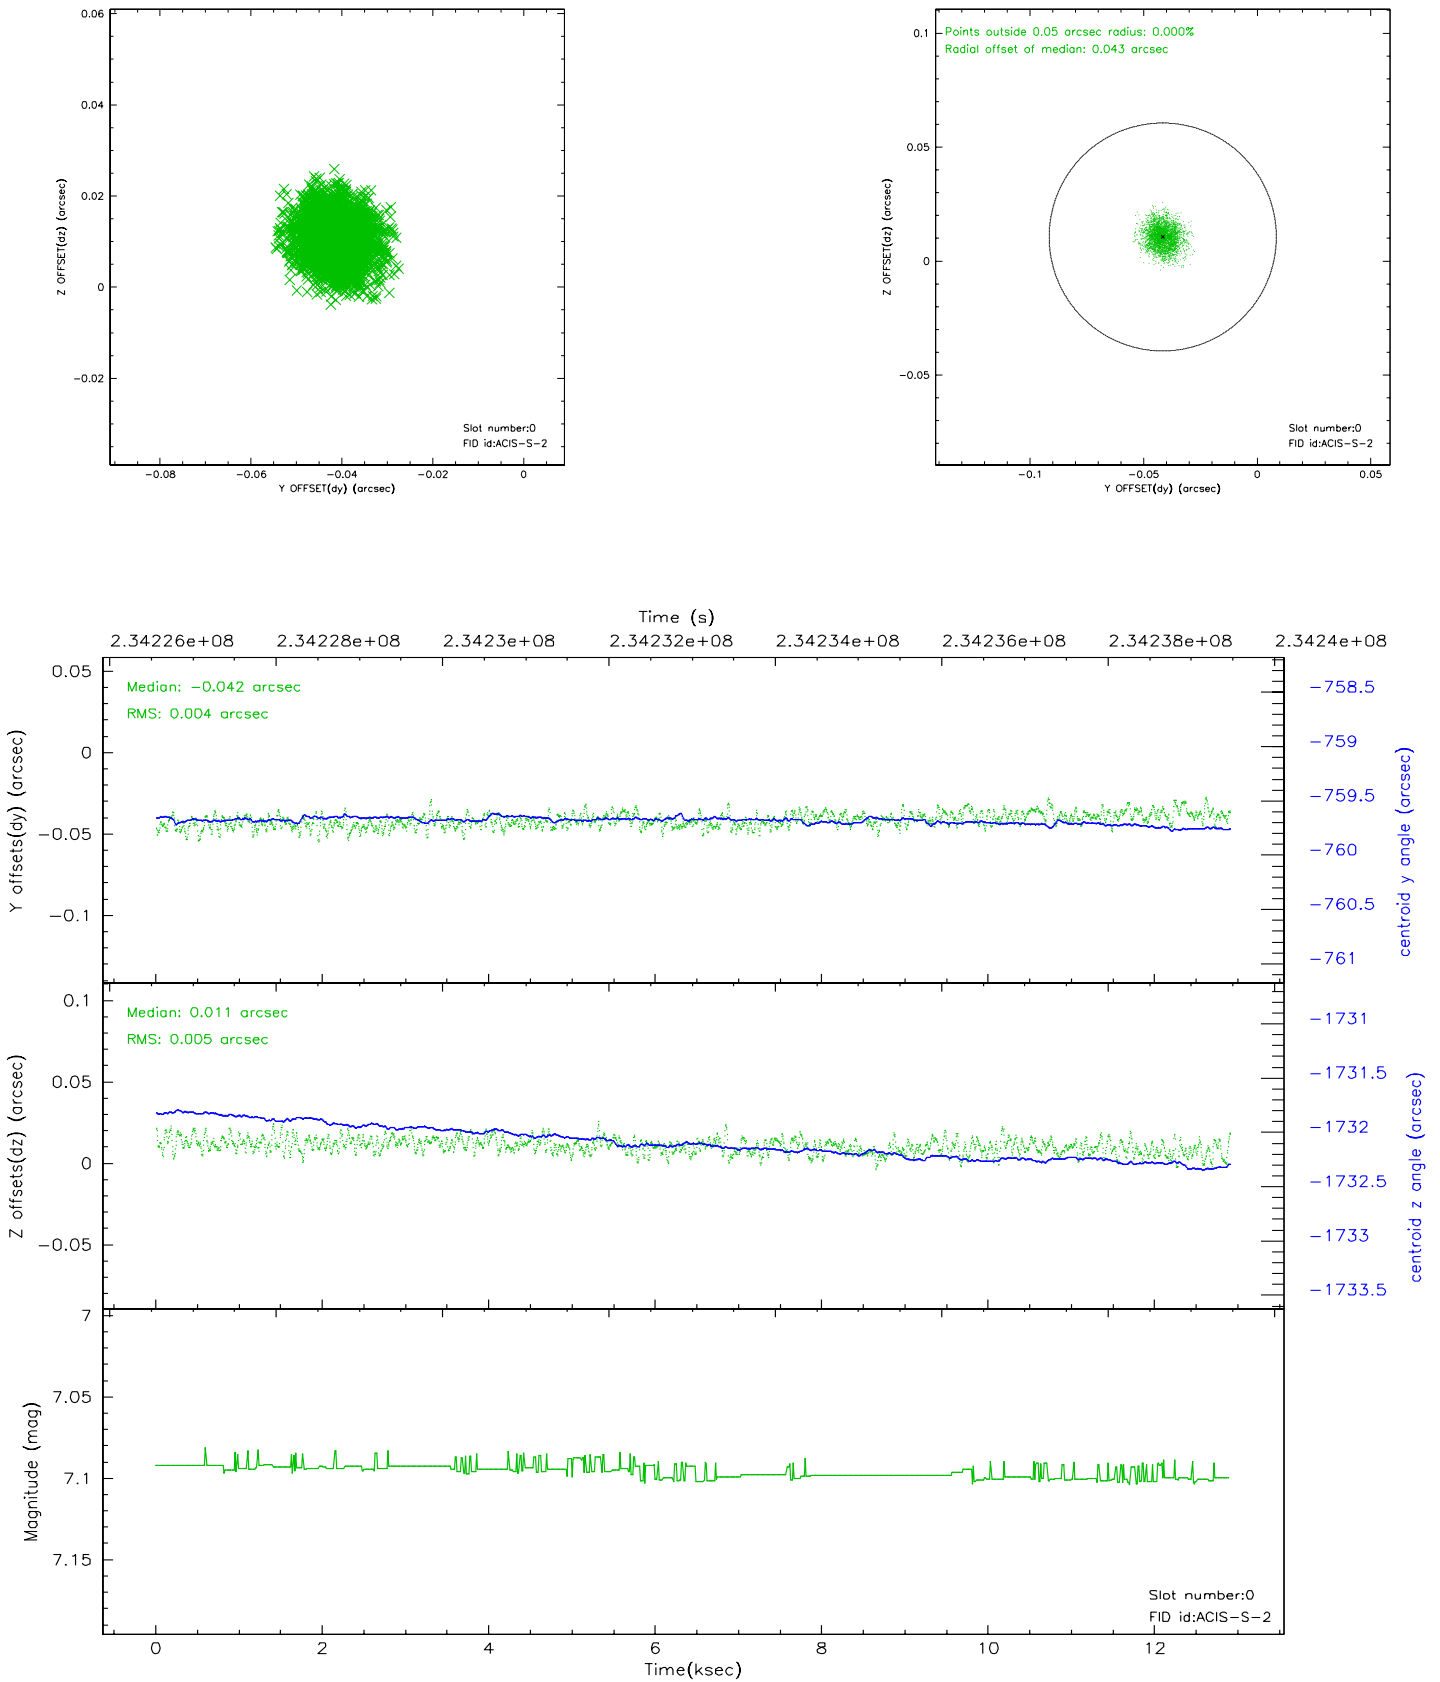 0.06
0.04
0.02
0
−0.02
Z OFFSET(dz) (arcsec)
Slot number:0
FID id:ACIS−S−2
−0.08 −0.06 −0.04 −0.02 0
Y OFFSET(dy) (arcsec)
Points outside 0.05 arcsec radius: 0.000%
Radial offset of median: 0.043 arcsec
0.1
0.05
0
−0.05
Z OFFSET(dz) (arcsec)
Slot number:0
FID id:ACIS−S−2
−0.1 −0.05 0 0.05
Y OFFSET(dy) (arcsec)
Time (s)
2.34226e+08 2.34228e+08 2.3423e+08 2.34232e+08 2.34234e+08 2.34236e+08 2.34238e+08 2.3424e+08
Median: −0.042 arcsec
RMS: 0.004 arcsec
0.05
0
−0.05
−0.1
Y offsets(dy) (arcsec)
−758.5
−759
−759.5
−760
−760.5
−761
centroid y angle (arcsec)
Median: 0.011 arcsec
RMS: 0.005 arcsec
0.1
0.05
0
−0.05
Z offsets(dz) (arcsec)
−1731
−1731.5
−1732
−1732.5
−1733
−1733.5
centroid z angle (arcsec)
7
7.05
7.1
7.15
Magnitude (mag)
Slot number:0
FID id:ACIS−S−2
0 2 4 6 8 10 12
Time(ksec)